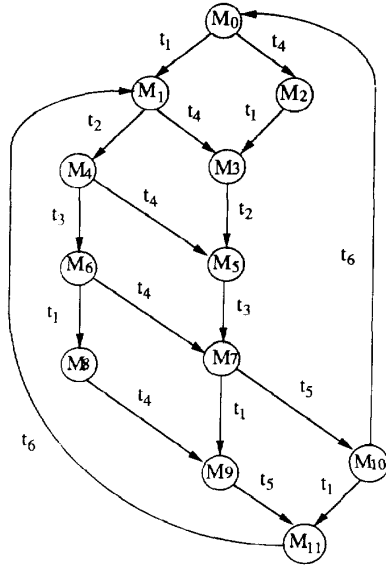 M0
t1 t4
M1 M2
t2 t4 t1
M4 M3
t3 t4 t2 t6
M6 M5
t1 t4 t3
M8 M7
t4 t1 t5
t6 M9 t5 t1 M10
M11